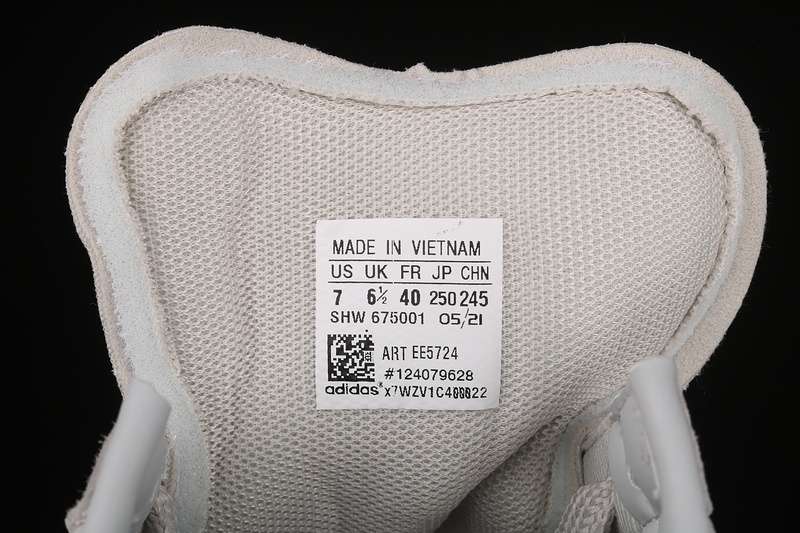 MADE IN VIETNAM
US UK FR JP CHN
7 6½ 40 250 245
SHW 675001 05/21
ART EE5724
#124079628
adidas®